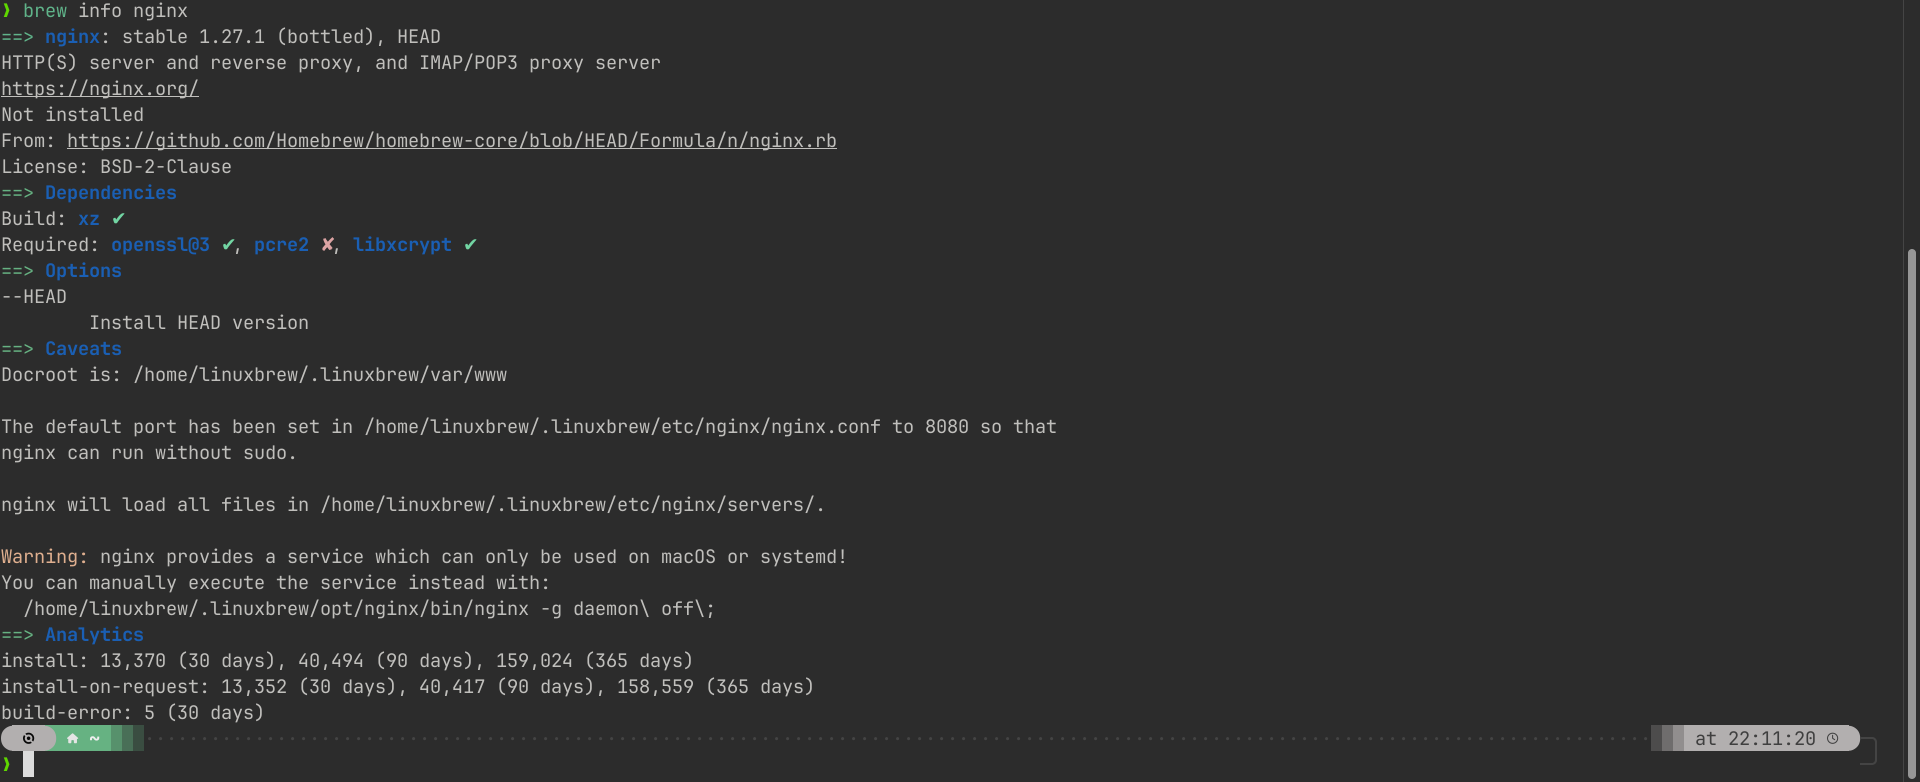 ❯ brew info nginx
==> nginx: stable 1.27.1 (bottled), HEAD
HTTP(S) server and reverse proxy, and IMAP/POP3 proxy server
https://nginx.org/
Not installed
From: https://github.com/Homebrew/homebrew-core/blob/HEAD/Formula/n/nginx.rb
License: BSD-2-Clause
==> Dependencies
Build: xz ✔
Required: openssl@3 ✔, pcre2 ✘, libxcrypt ✔
==> Options
--HEAD
        Install HEAD version
==> Caveats
Docroot is: /home/linuxbrew/.linuxbrew/var/www

The default port has been set in /home/linuxbrew/.linuxbrew/etc/nginx/nginx.conf to 8080 so that
nginx can run without sudo.

nginx will load all files in /home/linuxbrew/.linuxbrew/etc/nginx/servers/.

Warning: nginx provides a service which can only be used on macOS or systemd!
You can manually execute the service instead with:
  /home/linuxbrew/.linuxbrew/opt/nginx/bin/nginx -g daemon\ off\;
==> Analytics
install: 13,370 (30 days), 40,494 (90 days), 159,024 (365 days)
install-on-request: 13,352 (30 days), 40,417 (90 days), 158,559 (365 days)
build-error: 5 (30 days)
~ at 22:11:20
❯